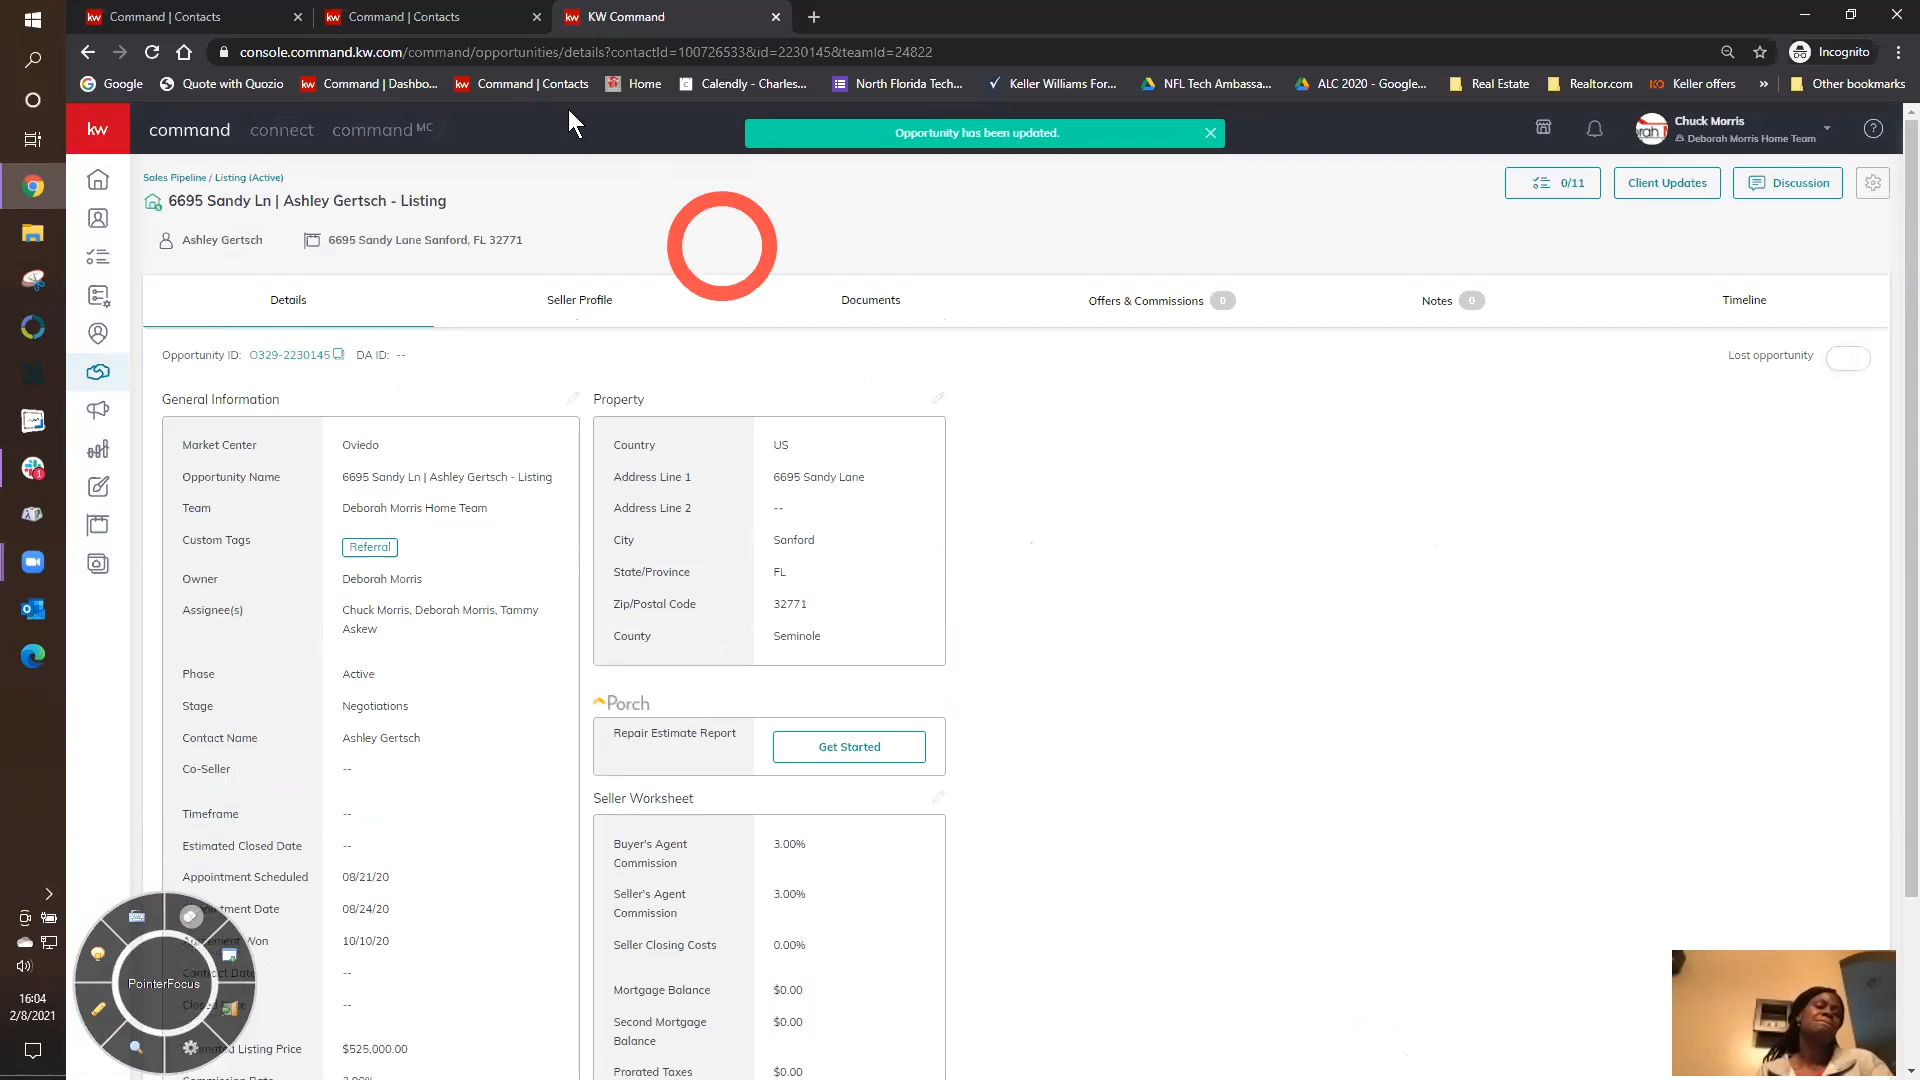 Command | Contacts
Command | Contacts
KW Command
console.command.kw.com/command/opportunities/details?contactId=100726533&id=2230145&teamId=24822
Incognito
Google
Quote with Quozio
Command | Dashbo...
Command | Contacts
Home
Calendly - Charles...
North Florida Tech...
Keller Williams For...
NFL Tech Ambassa...
ALC 2020 - Google...
Real Estate
Realtor.com
Keller offers
Other bookmarks
kw
command
connect
command MC
Opportunity has been updated.
Chuck Morris
Deborah Morris Home Team
Sales Pipeline / Listing (Active)
6695 Sandy Ln | Ashley Gertsch - Listing
Ashley Gertsch
6695 Sandy Lane Sanford, FL 32771
0/11
Client Updates
Discussion
Details
Seller Profile
Documents
Offers & Commissions 0
Notes 0
Timeline
Opportunity ID: O329-2230145
DA ID: --
Lost opportunity
General Information
Market Center Oviedo
Opportunity Name 6695 Sandy Ln | Ashley Gertsch - Listing
Team Deborah Morris Home Team
Custom Tags Referral
Owner Deborah Morris
Assignee(s) Chuck Morris, Deborah Morris, Tammy
Askew
Phase Active
Stage Negotiations
Contact Name Ashley Gertsch
Co-Seller --
Timeframe --
Estimated Closed Date --
Appointment Scheduled 08/21/20
Date 08/24/20
Won 10/10/20
Contract Date --
--
Listing Price $525,000.00
Property
Country US
Address Line 1 6695 Sandy Lane
Address Line 2 --
City Sanford
State/Province FL
Zip/Postal Code 32771
County Seminole
Porch
Repair Estimate Report Get Started
Seller Worksheet
Buyer's Agent 3.00%
Commission
Seller's Agent 3.00%
Commission
Seller Closing Costs 0.00%
Mortgage Balance $0.00
Second Mortgage $0.00
Balance
Prorated Taxes $0.00
PointerFocus
16:04
2/8/2021